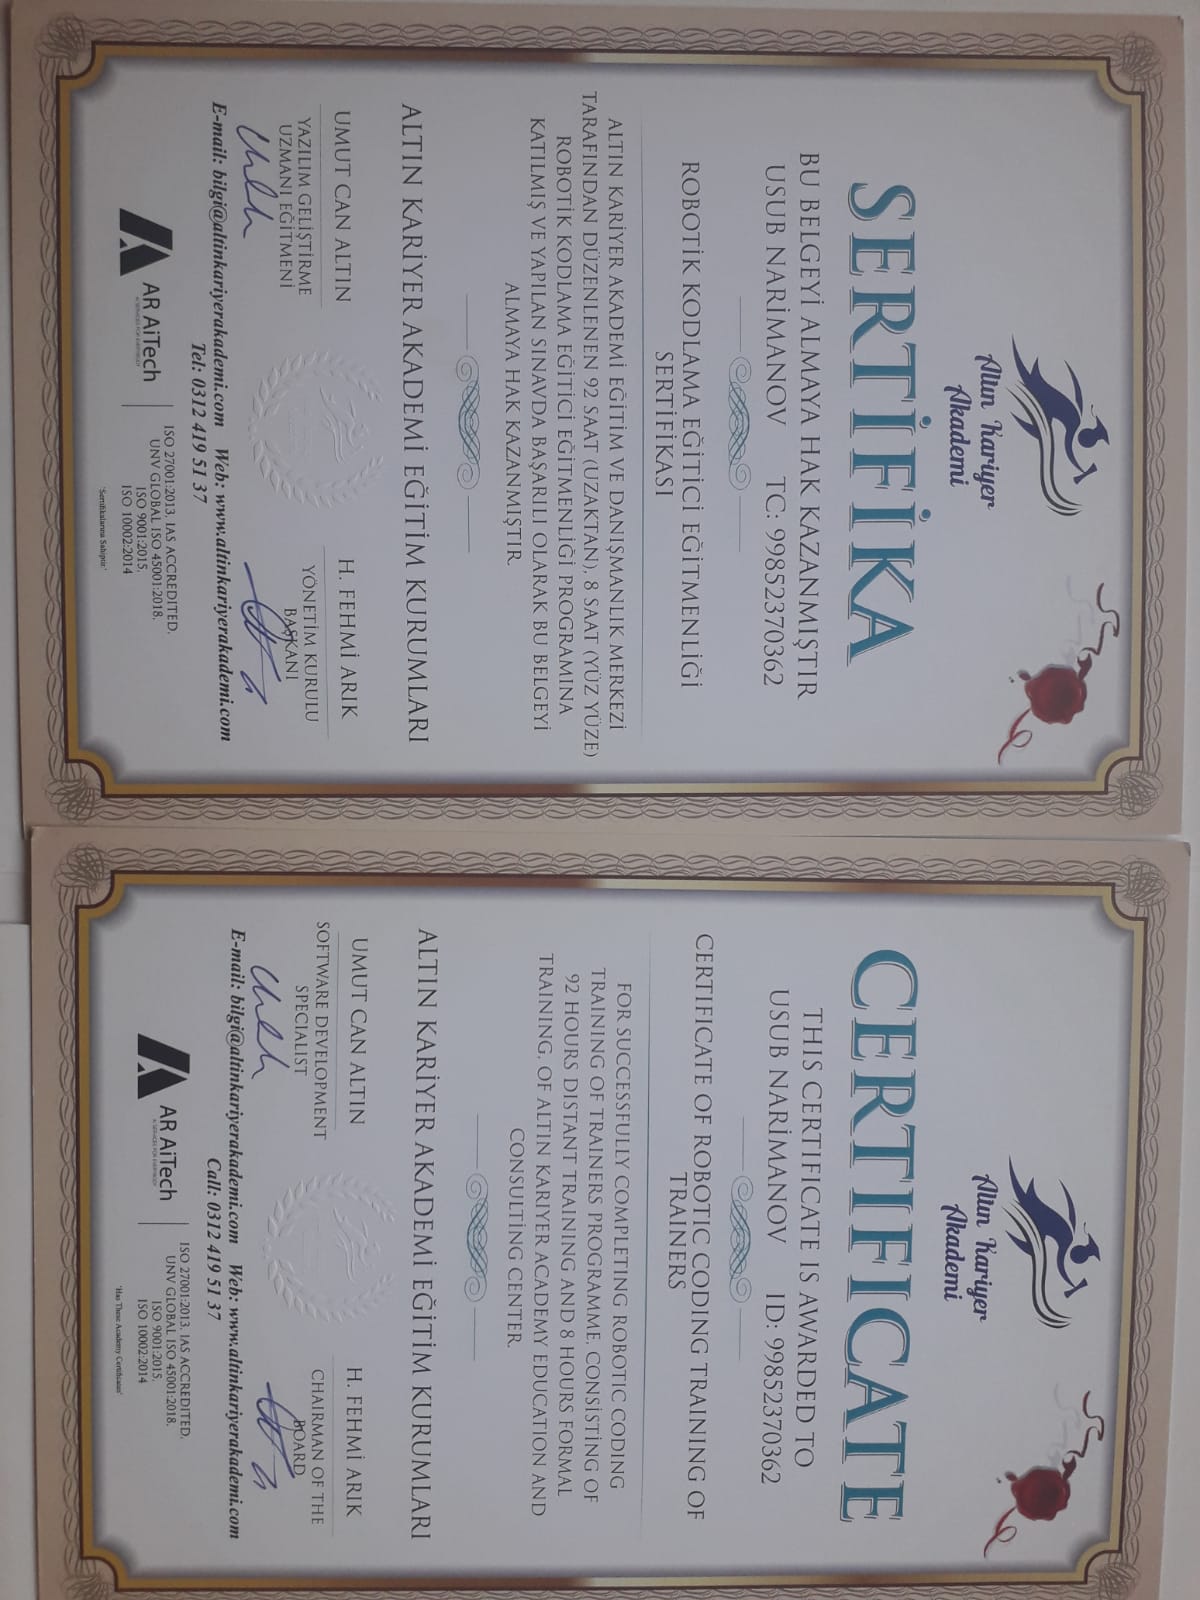 Altın Kariyer
Akademi
SERTİFİKA
BU BELGEYİ ALMAYA HAK KAZANMIŞTIR
USUB NARİMANOV TC: 99852370362
ROBOTİK KODLAMA EĞİTİCİ EĞİTMENLİĞİ
SERTİFİKASI
ALTIN KARİYER AKADEMİ EĞİTİM VE DANIŞMANLIK MERKEZİ
TARAFINDAN DÜZENLENEN 92 SAAT (UZAKTAN), 8 SAAT (YÜZ YÜZE)
ROBOTİK KODLAMA EĞİTİCİ EĞİTMENLİĞİ PROGRAMINA
KATILMIŞ VE YAPILAN SINAVDA BAŞARILI OLARAK BU BELGEYİ
ALMAYA HAK KAZANMIŞTIR.
ALTIN KARİYER AKADEMİ EĞİTİM KURUMLARI
UMUT CAN ALTIN
YAZILIM GELİŞTİRME
UZMANI EĞİTMENİ
H. FEHMİ ARIK
YÖNETİM KURULU
BAŞKANI
E-mail: bilgi@altinkariyerakademi.com Web: www.altinkariyerakademi.com
Tel: 0312 419 51 37
AR AiTech
ISO 27001:2013, IAS ACCREDITED.
UNV GLOBAL ISO 45001:2018.
ISO 9001:2015.
ISO 10002:2014
'Sertifikalarına Sahiptir.'
Altın Kariyer
Akademi
CERTIFICATE
THIS CERTIFICATE IS AWARDED TO
USUB NARİMANOV ID: 99852370362
CERTIFICATE OF ROBOTIC CODING TRAINING OF
TRAINERS
FOR SUCCESSFULLY COMPLETING ROBOTIC CODING
TRAINING OF TRAINERS PROGRAMME, CONSISTING OF
92 HOURS DISTANT TRAINING AND 8 HOURS FORMAL
TRAINING, OF ALTIN KARİYER ACADEMY EDUCATION AND
CONSULTING CENTER.
ALTIN KARİYER AKADEMİ EĞİTİM KURUMLARI
UMUT CAN ALTIN
SOFTWARE DEVELOPMENT
SPECIALIST
H. FEHMİ ARIK
CHAIRMAN OF THE
BOARD
E-mail: bilgi@altinkariyerakademi.com Web: www.altinkariyerakademi.com
Call: 0312 419 51 37
AR AiTech
ISO 27001:2013, IAS ACCREDITED.
UNV GLOBAL ISO 45001:2018.
ISO 9001:2015.
ISO 10002:2014
'Has These Academy Certificates'